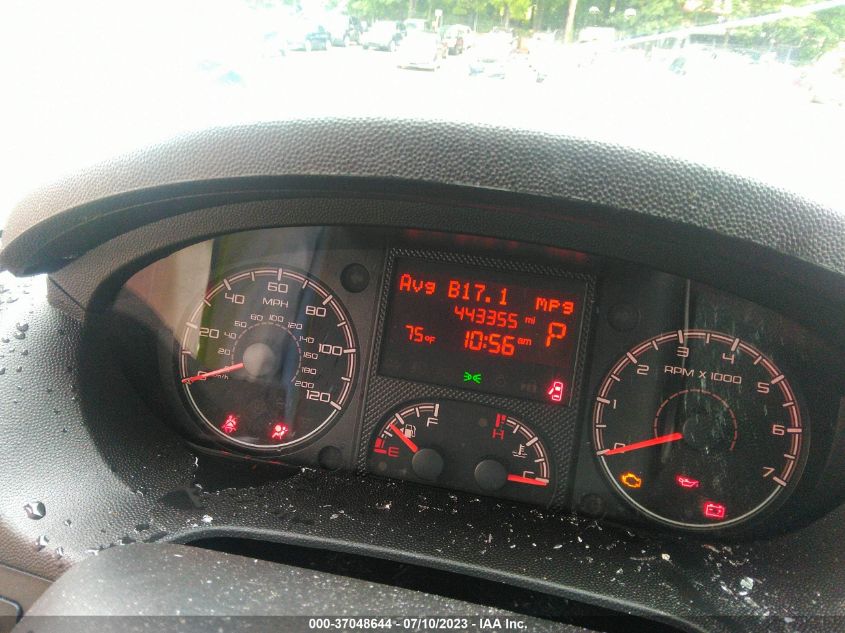 Avg B17.1 mpg
443355 mi
75°F 10:56 am P
MPH
0 20 40 60 80 100 120
km/h
20 40 60 80 100 120 140 160 180 200
E F
H C
RPM X 1000
0 1 2 3 4 5 6 7
000-37048644 / 07/10/2023 - © IAA Inc.